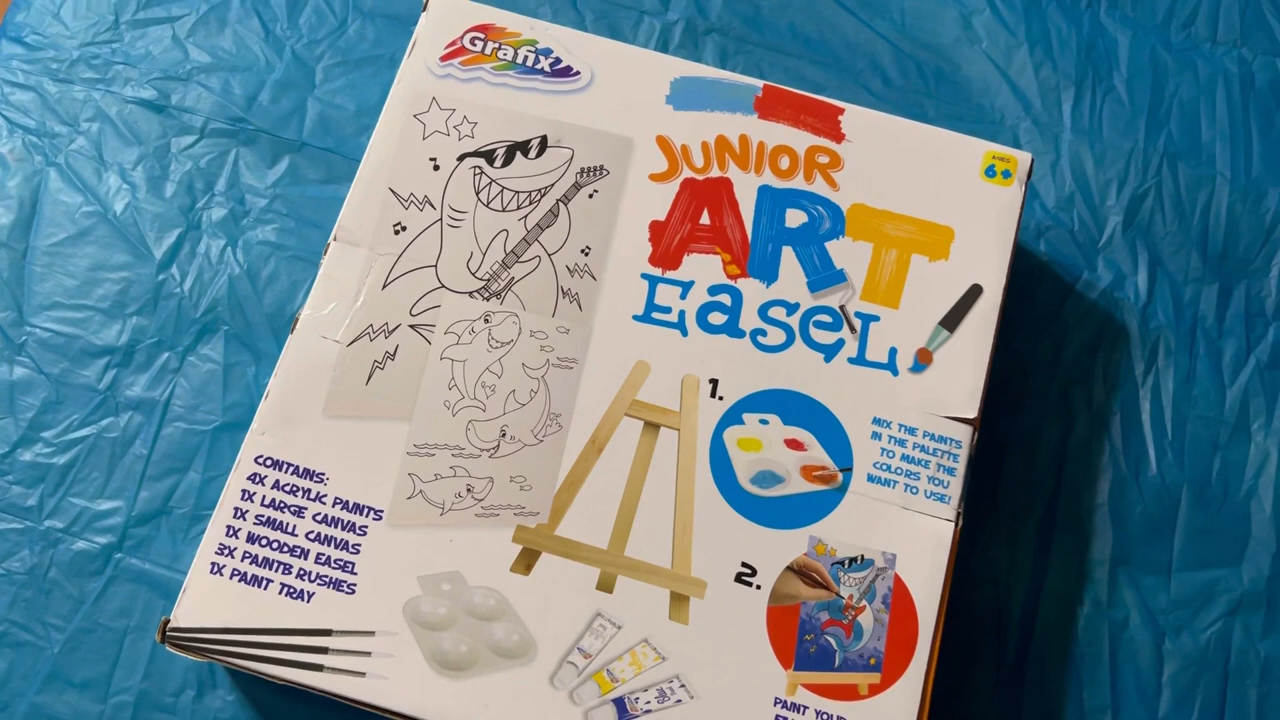 Grafix
JUNIOR
ART
EaseL!
AGES
6+
1.
MIX THE PAINTS
IN THE PALETTE
TO MAKE THE
COLORS YOU
WANT TO USE!
CONTAINS:
4X ACRYLIC PAINTS
1X LARGE CANVAS
1X SMALL CANVAS
1X WOODEN EASEL
3X PAINTB RUSHES
1X PAINT TRAY
2.
PAINT YOUR